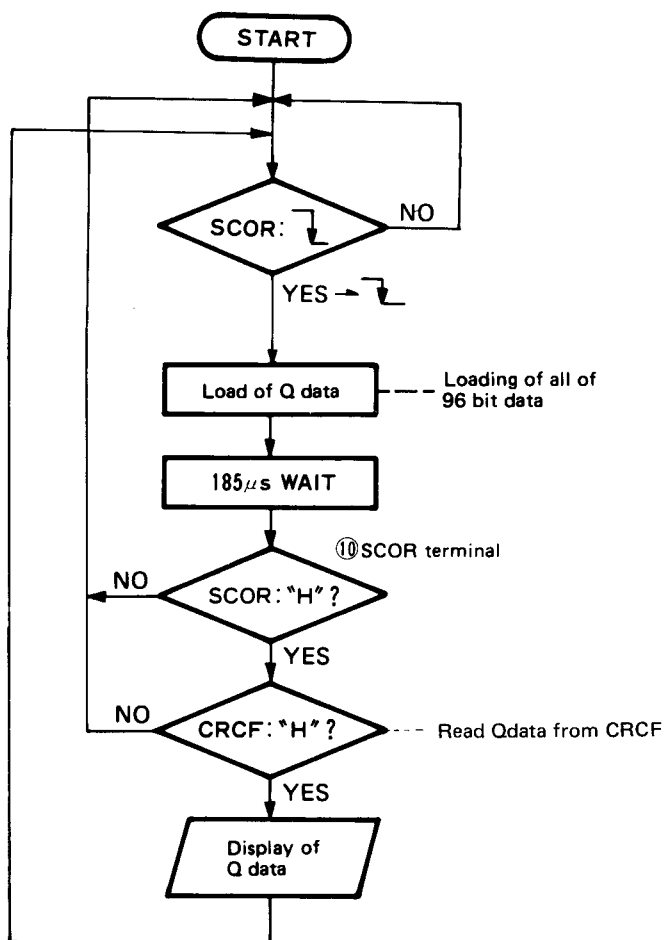 START
SCOR:
NO
YES →
Load of Q data
Loading of all of
96 bit data
185μs WAIT
⑩SCOR terminal
NO
SCOR: "H"?
YES
NO
CRCF: "H"?
Read Qdata from CRCF
YES
Display of
Q data